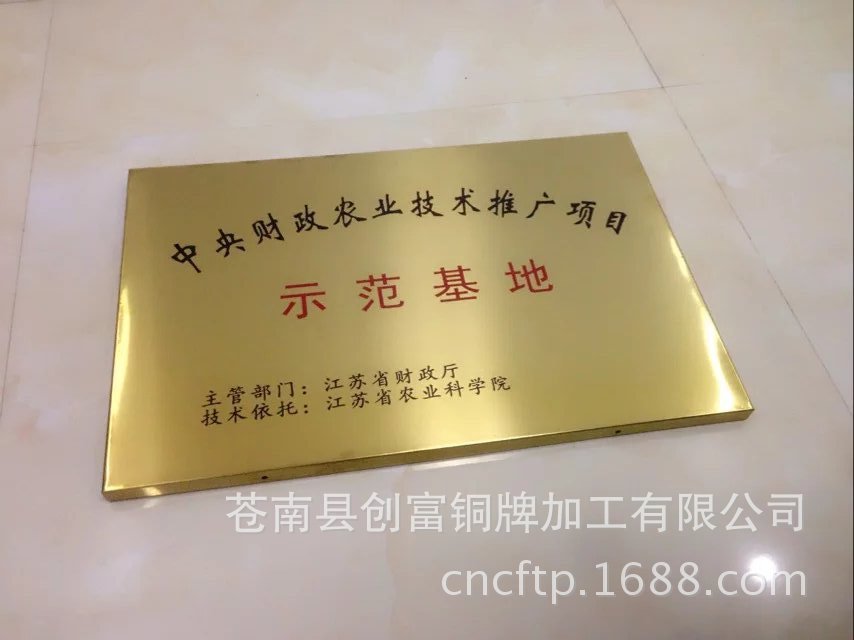 中央财政农业技术推广项目
示范基地
主管部门：江苏省财政厅
技术依托：江苏省农业科学院
苍南县创富铜牌加工有限公司
cncftp.1688.com